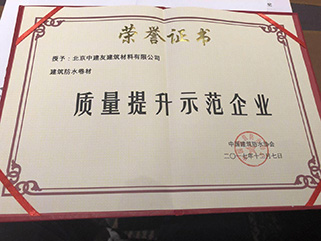 荣誉证书
授予：北京中建友建筑材料有限公司
建筑防水卷材
质量提升示范企业
中国建筑防水协会
二〇一七年十二月七日